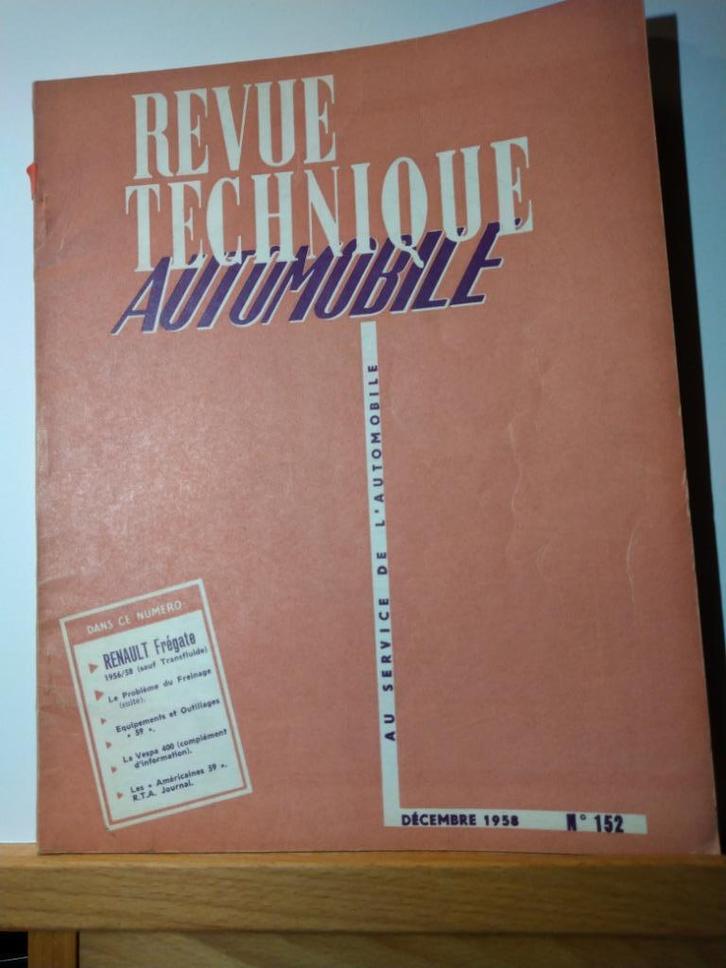 REVUE
TECHNIQUE
AUTOMOBILE
AU SERVICE DE L'AUTOMOBILE
DANS CE NUMERO:
RENAULT Frégate
1956/58 (sauf Transfluide)
Le Problème du Freinage
(suite).
Equipements et Outillages
« 59 ».
La Vespa 400 (complément
d'information).
Les « Américaines 59 ».
R.T.A. Journal.
DÉCEMBRE 1958 N° 152